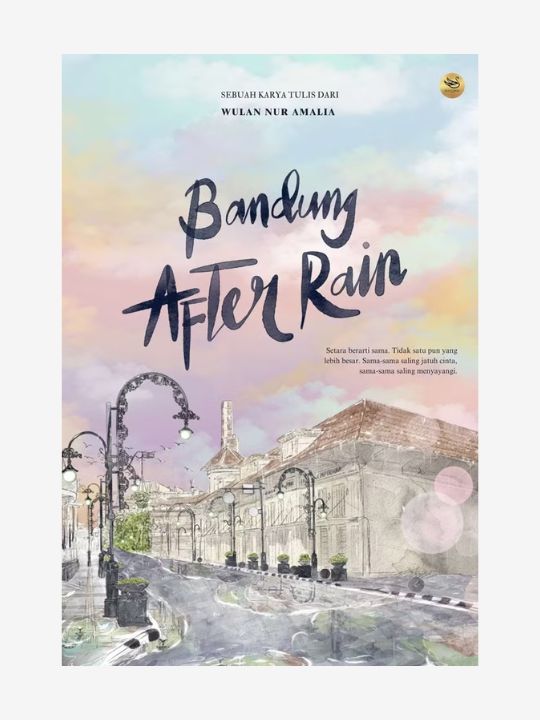 SEBUAH KARYA TULIS DARI
WULAN NUR AMALIA
Bandung
AFTER Rain
Setara berarti sama. Tidak satu pun yang
lebih besar. Sama-sama saling jatuh cinta,
sama-sama saling menyayangi.